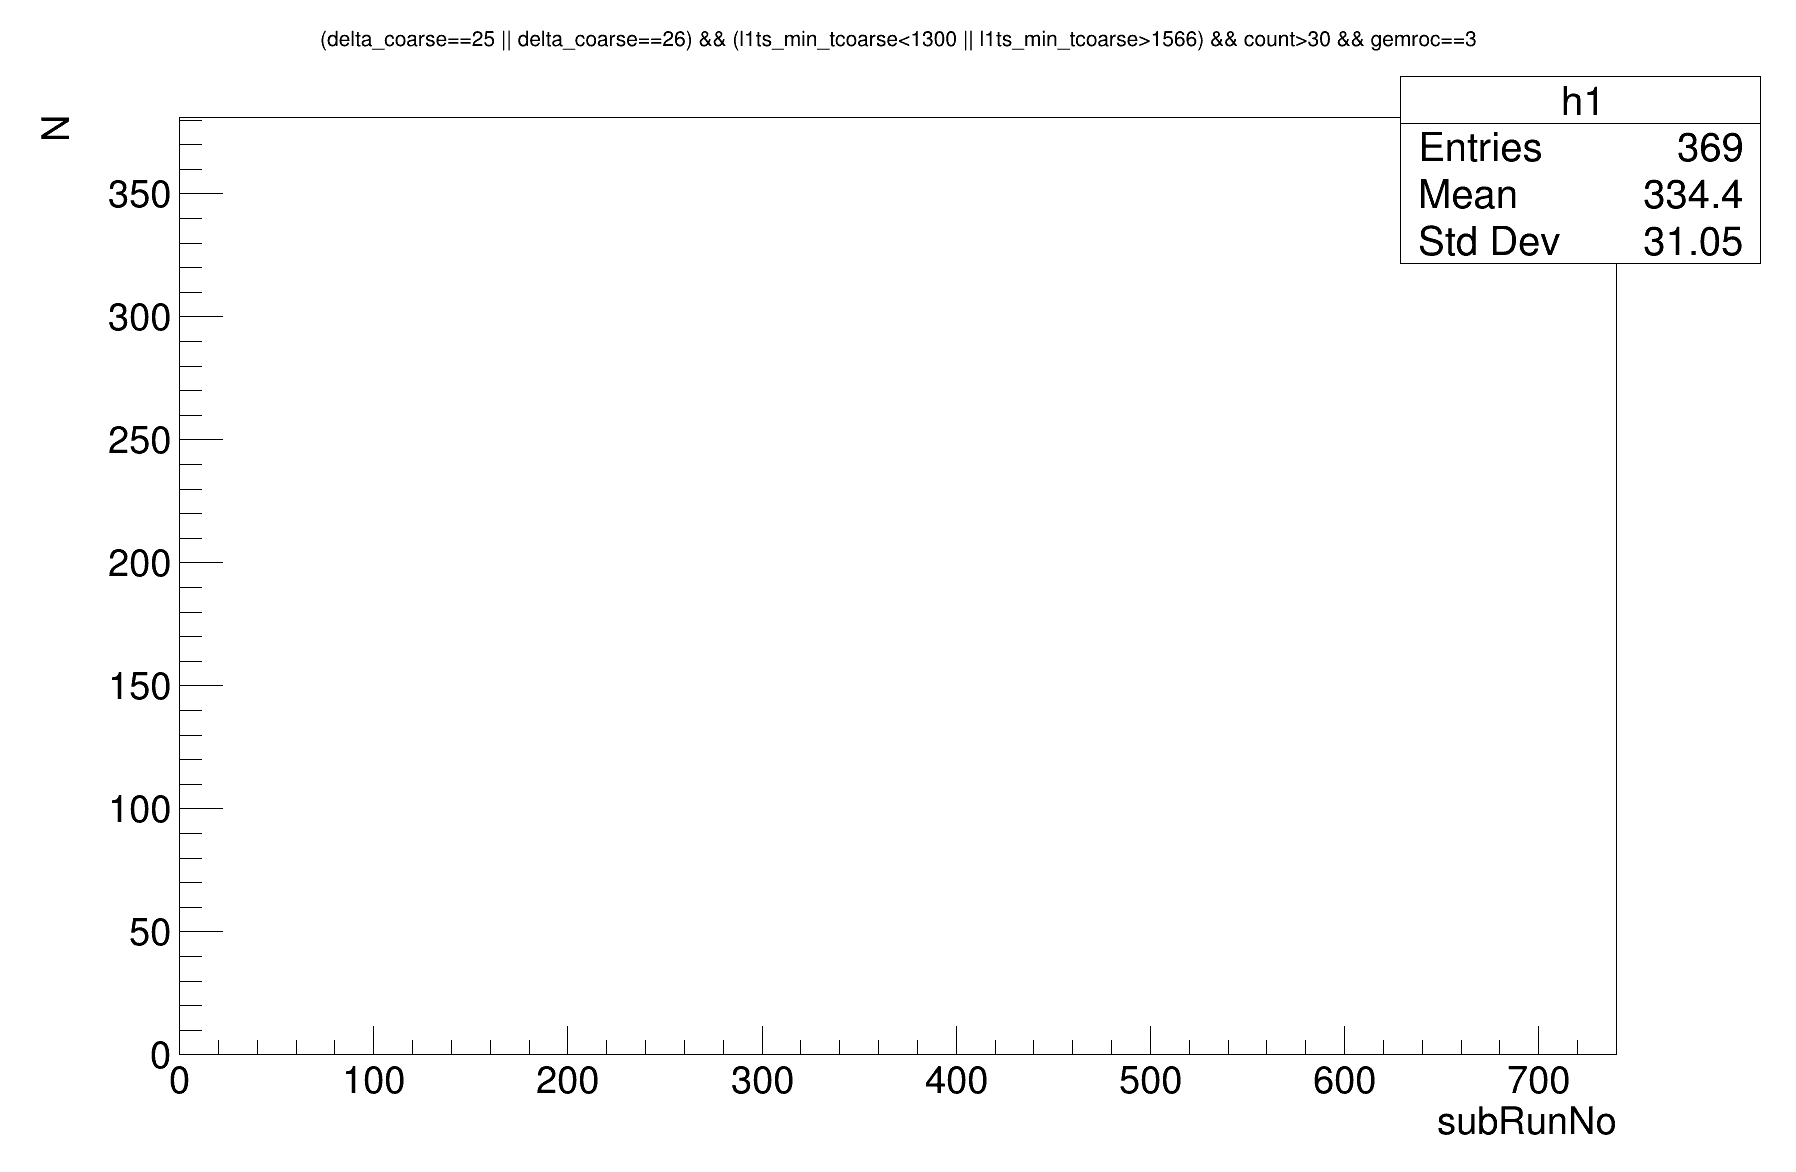 (delta_coarse==25 || delta_coarse==26) && (l1ts_min_tcoarse<1300 || l1ts_min_tcoarse>1566) && count>30 && gemroc==3
h1
Entries 369
Mean 334.4
Std Dev 31.05
N
350
300
250
200
150
100
50
0
0 100 200 300 400 500 600 700
subRunNo